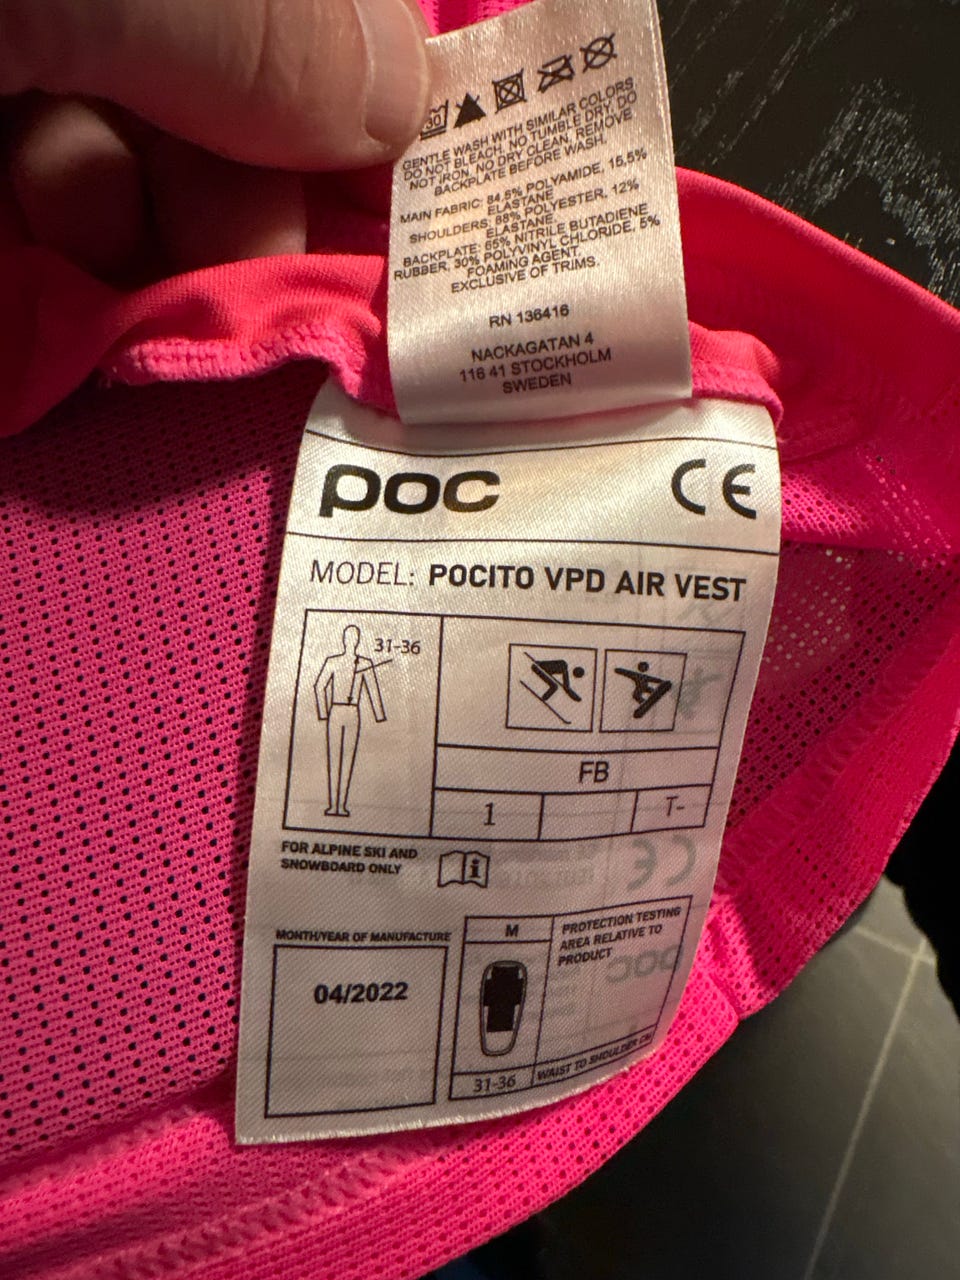 30
GENTLE WASH WITH SIMILAR COLORS
DO NOT BLEACH. NO TUMBLE DRY. DO
NOT IRON. NO DRY CLEAN. REMOVE
BACKPLATE BEFORE WASH.
MAIN FABRIC: 84,5% POLYAMIDE, 15,5%
ELASTANE.
SHOULDERS: 88% POLYESTER, 12%
ELASTANE.
BACKPLATE: 65% NITRILE BUTADIENE
RUBBER, 30% POLYVINYL CHLORIDE, 5%
FOAMING AGENT.
EXCLUSIVE OF TRIMS.
RN 136416
NACKAGATAN 4
116 41 STOCKHOLM
SWEDEN
POC CE
MODEL: POCITO VPD AIR VEST
31-36
FB
1 T-
FOR ALPINE SKI AND
SNOWBOARD ONLY
i
MONTH/YEAR OF MANUFACTURE
04/2022
M
PROTECTION TESTING
AREA RELATIVE TO
PRODUCT
31-36 WAIST TO SHOULDER CM